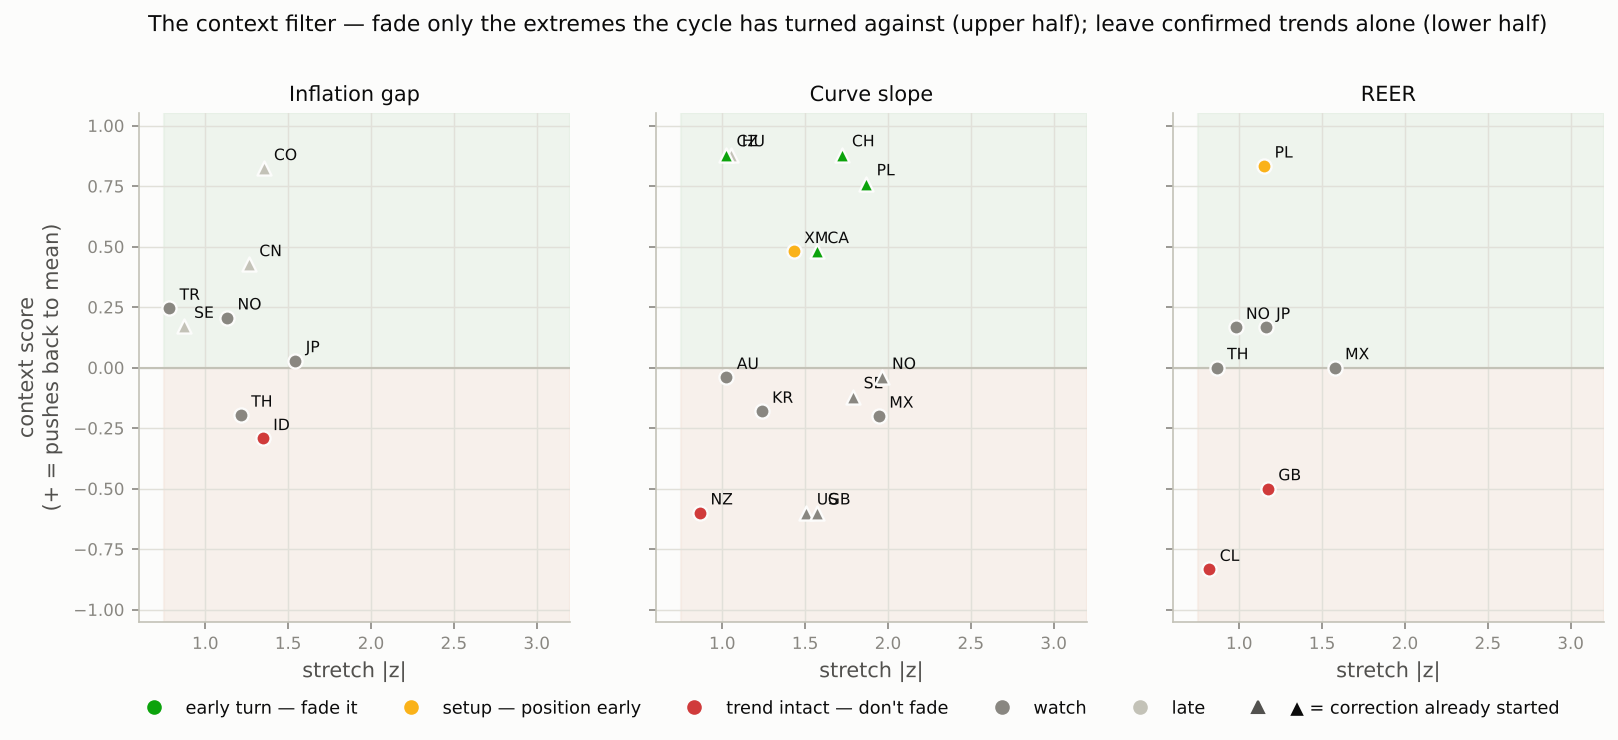 The context filter — fade only the extremes the cycle has turned against (upper half); leave confirmed trends alone (lower half)
Inflation gap
Curve slope
REER
context score
(+ = pushes back to mean)
1.00
0.75
0.50
0.25
0.00
−0.25
−0.50
−0.75
−1.00
CO
CN
TR
SE
NO
JP
TH
ID
1.0 1.5 2.0 2.5 3.0
stretch |z|
CZ
HU
CH
PL
XM
CA
AU
NO
SE
KR
MX
NZ
US
GB
1.0 1.5 2.0 2.5 3.0
stretch |z|
PL
NO
JP
TH
MX
GB
CL
1.0 1.5 2.0 2.5 3.0
stretch |z|
early turn — fade it
setup — position early
trend intact — don't fade
watch
late
▲ = correction already started